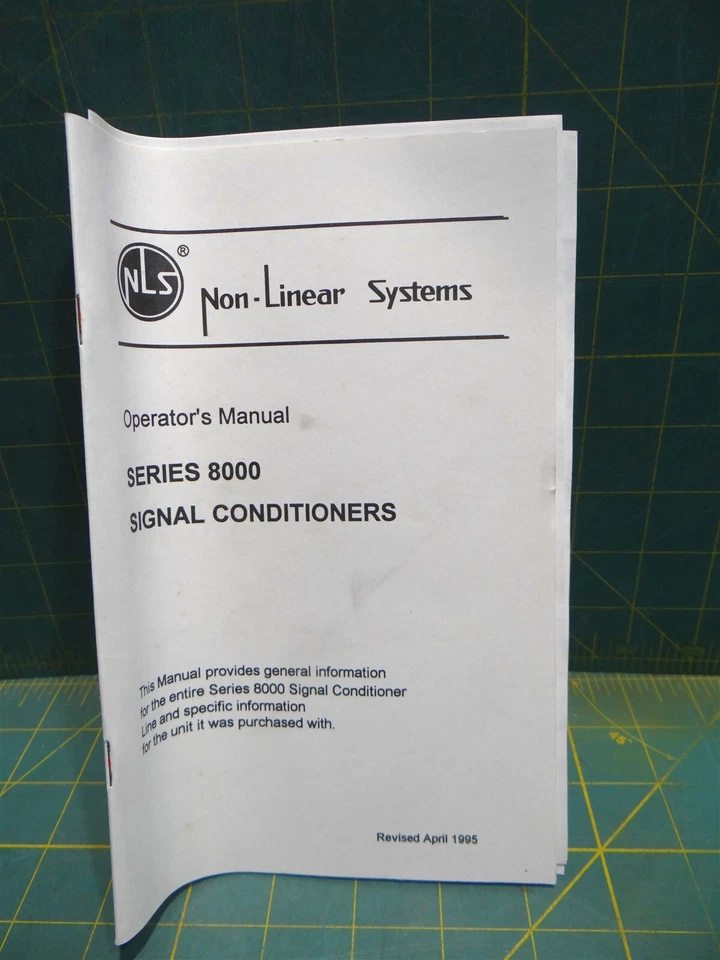 NLS®
Non-Linear Systems
Operator's Manual
SERIES 8000
SIGNAL CONDITIONERS
This Manual provides general information
for the entire Series 8000 Signal Conditioner
Line and specific information
for the unit it was purchased with.
Revised April 1995
45°